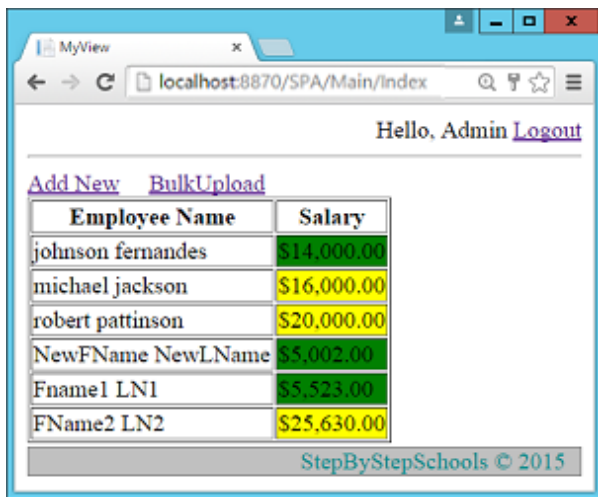 MyView
localhost:8870/SPA/Main/Index
Hello, Admin Logout
Add New BulkUpload
Employee Name Salary
johnson fernandes $14,000.00
michael jackson $16,000.00
robert pattinson $20,000.00
NewFName NewLName $5,002.00
Fname1 LN1 $5,523.00
FName2 LN2 $25,630.00
StepByStepSchools © 2015